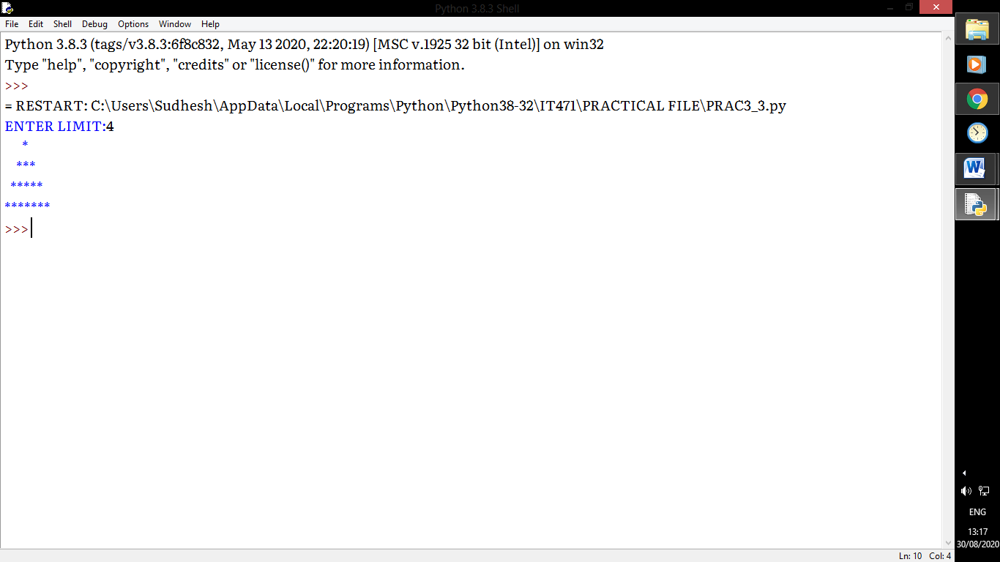 Python 3.8.3 Shell
File Edit Shell Debug Options Window Help
Python 3.8.3 (tags/v3.8.3:6f8c832, May 13 2020, 22:20:19) [MSC v.1925 32 bit (Intel)] on win32
Type "help", "copyright", "credits" or "license()" for more information.
>>>
= RESTART: C:\Users\Sudhesh\AppData\Local\Programs\Python\Python38-32\IT471\PRACTICAL FILE\PRAC3_3.py
ENTER LIMIT:4
   *
  ***
 *****
*******
>>>
W
ENG
13:17
30/08/2020
Ln: 10 Col: 4